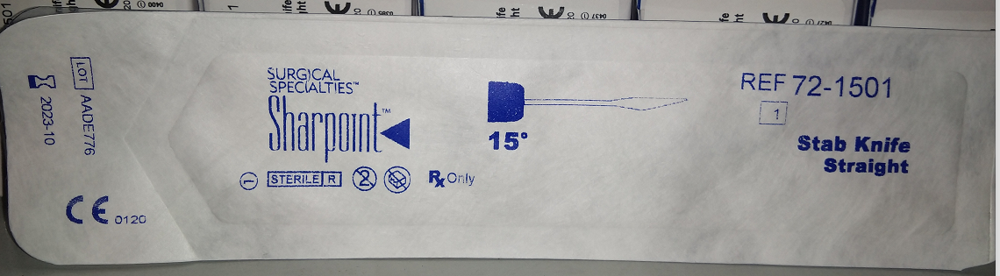 LOT AADE776
2023-10
CE 0120
SURGICAL
SPECIALTIES™
Sharpoint™
STERILE R
2
Rx Only
15°
REF 72-1501
1
Stab Knife
Straight